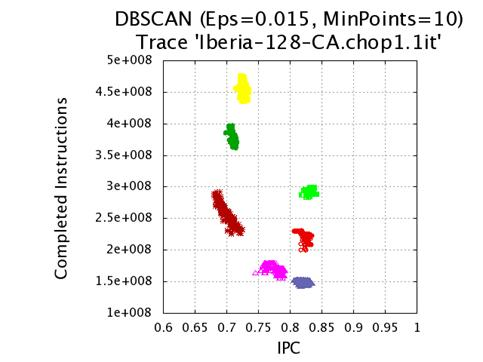 DBSCAN (Eps=0.015, MinPoints=10)
Trace 'Iberia-128-CA.chop1.1it'
Completed Instructions
5e+008
4.5e+008
4e+008
3.5e+008
3e+008
2.5e+008
2e+008
1.5e+008
1e+008
0.6 0.65 0.7 0.75 0.8 0.85 0.9 0.95 1
IPC